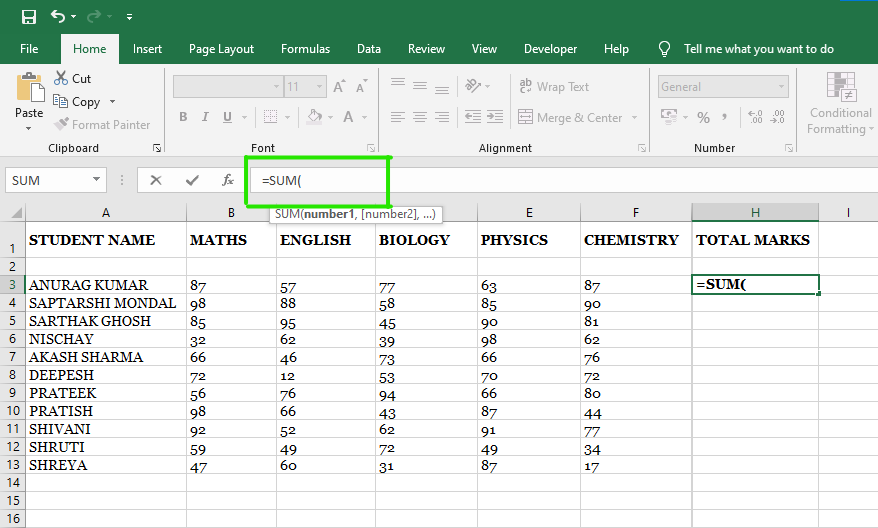 File Home Insert Page Layout Formulas Data Review View Developer Help Tell me what you want to do
Cut
Copy
Format Painter
Paste
Clipboard
11 A A
B I U A
Font
ab Wrap Text
Merge & Center
Alignment
General
% , .00 .00
Number
Conditional
Formatting
SUM fx =SUM(
SUM(number1, [number2], ...)
A B E F H I
1 STUDENT NAME MATHS ENGLISH BIOLOGY PHYSICS CHEMISTRY TOTAL MARKS
2
3 ANURAG KUMAR 87 57 77 63 87 =SUM(
4 SAPTARSHI MONDAL 98 88 58 85 90
5 SARTHAK GHOSH 85 95 45 90 81
6 NISCHAY 32 62 39 98 62
7 AKASH SHARMA 66 46 73 66 76
8 DEEPESH 72 12 53 70 72
9 PRATEEK 56 76 94 66 80
10 PRATISH 98 66 43 87 44
11 SHIVANI 92 52 62 91 77
12 SHRUTI 59 49 72 49 34
13 SHREYA 47 60 31 87 17
14
15
16